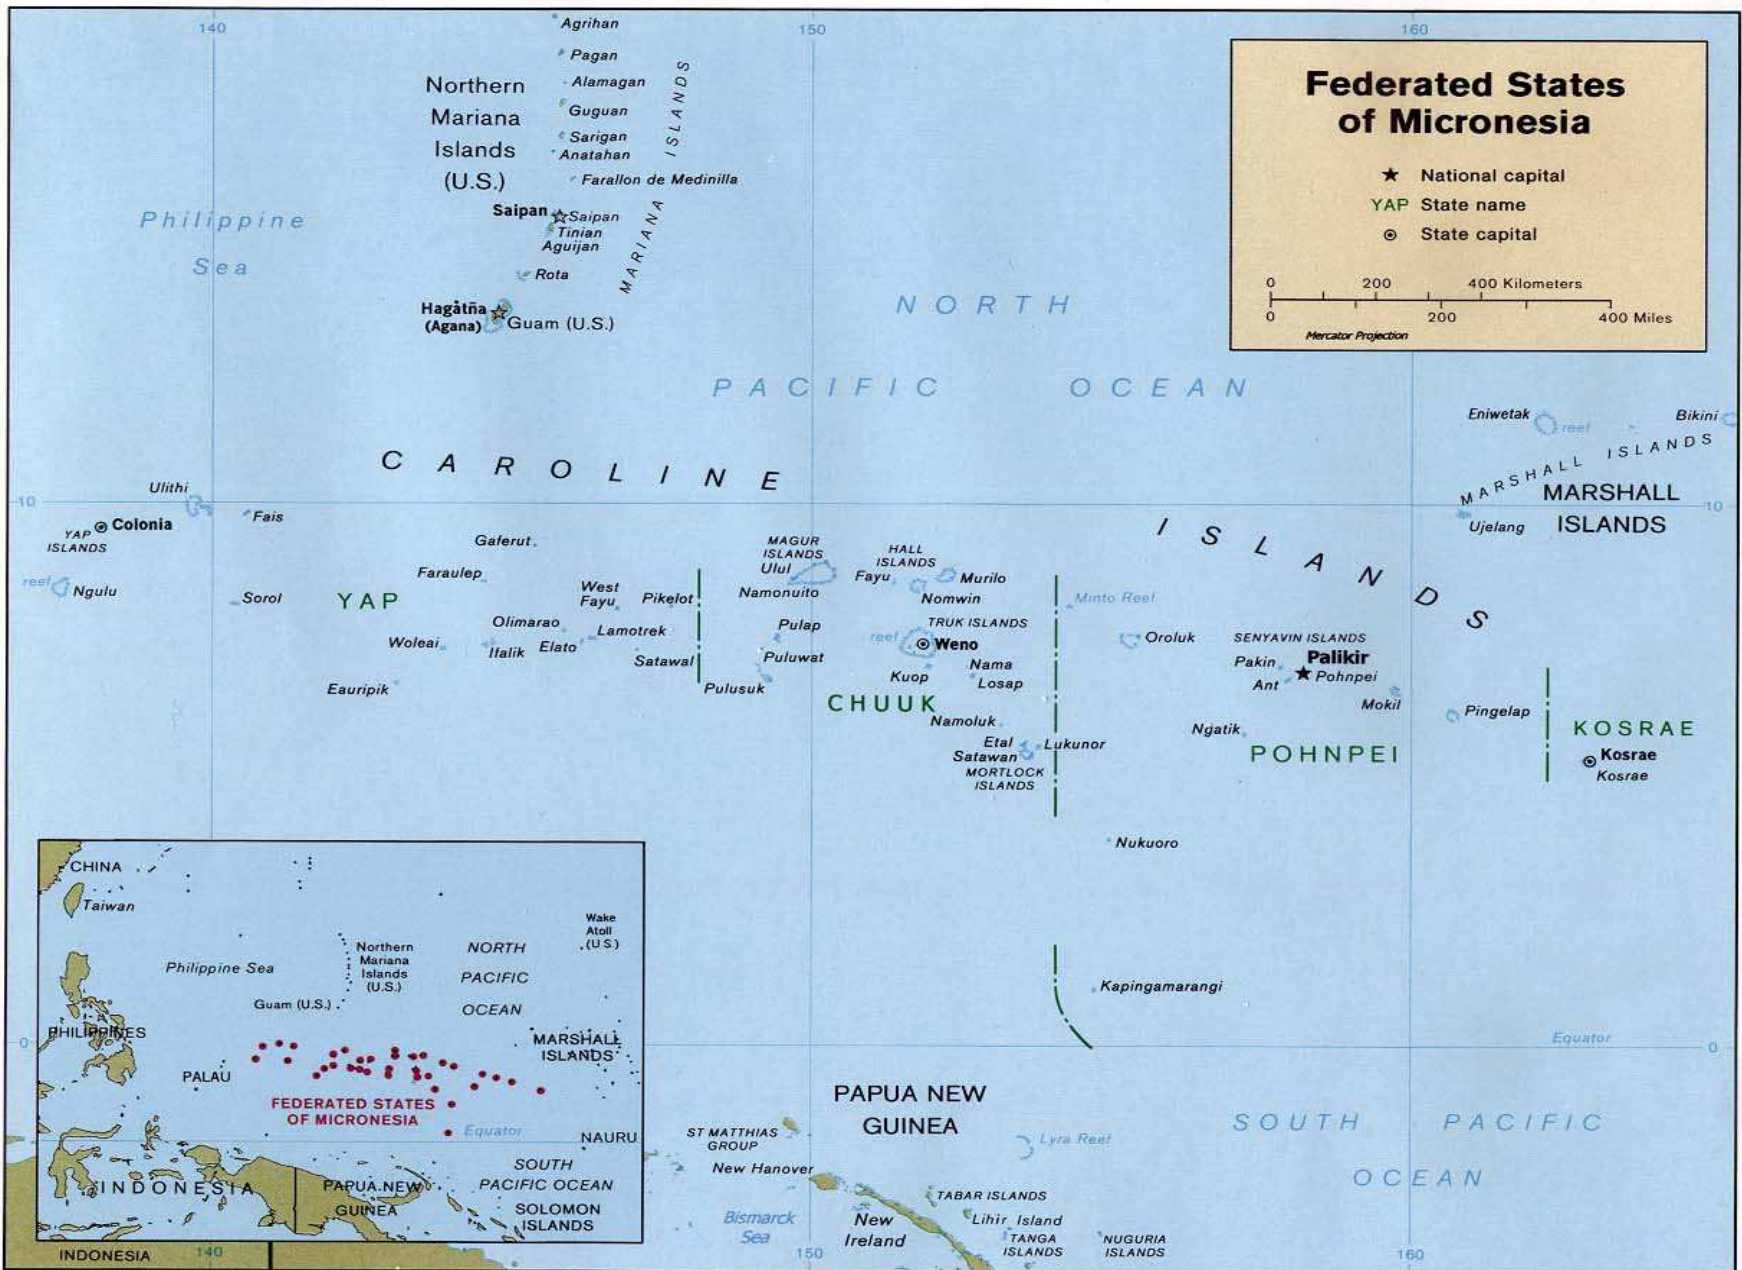 140
150
160
Agrihan
Pagan
Alamagan
Guguan
Sarigan
Anatahan
Farallon de Medinilla
Northern
Mariana
Islands
(U.S.)
MARIANA ISLANDS
Saipan
Saipan
Tinian
Aguijan
Rota
Hagåtña
(Agana)
Guam (U.S.)
Philippine
Sea
Federated States
of Micronesia
National capital
YAP State name
State capital
0 200 400 Kilometers
0 200 400 Miles
Mercator Projection
NORTH
PACIFIC OCEAN
Eniwetak
reef
Bikini
MARSHALL ISLANDS
MARSHALL
ISLANDS
Ujelang
CAROLINE ISLANDS
10
10
Ulithi
Colonia
YAP
ISLANDS
Fais
reef
Ngulu
Sorol
YAP
Gaferut
Faraulep
West
Fayu
Pikelot
Olimarao
Lamotrek
Woleai
Ifalik
Elato
Satawal
Eauripik
MAGUR
ISLANDS
Ulul
Namonuito
Pulap
Puluwat
Pulusuk
HALL
ISLANDS
Fayu
Murilo
Nomwin
TRUK ISLANDS
reef
Weno
Nama
Kuop
Losap
CHUUK
Namoluk
Etal
Lukunor
Satawan
MORTLOCK
ISLANDS
Minto Reef
Oroluk
SENYAVIN ISLANDS
Palikir
Pakin
Pohnpei
Ant
Mokil
Pingelap
Ngatik
POHNPEI
KOSRAE
Kosrae
Kosrae
Nukuoro
Kapingamarangi
0
Equator
0
PAPUA NEW
GUINEA
SOUTH PACIFIC
OCEAN
ST MATTHIAS
GROUP
Lyra Reef
New Hanover
TABAR ISLANDS
Lihir Island
Bismarck
Sea
New
Ireland
TANGA
ISLANDS
NUGURIA
ISLANDS
INDONESIA
140
150
160
CHINA
Taiwan
Wake
Atoll
(U.S.)
Northern
Mariana
Islands
(U.S.)
NORTH
PACIFIC
OCEAN
Philippine Sea
Guam (U.S.)
PHILIPPINES
MARSHALL
ISLANDS
PALAU
FEDERATED STATES
OF MICRONESIA
Equator
NAURU
SOUTH
PACIFIC OCEAN
INDONESIA
PAPUA NEW
GUINEA
SOLOMON
ISLANDS